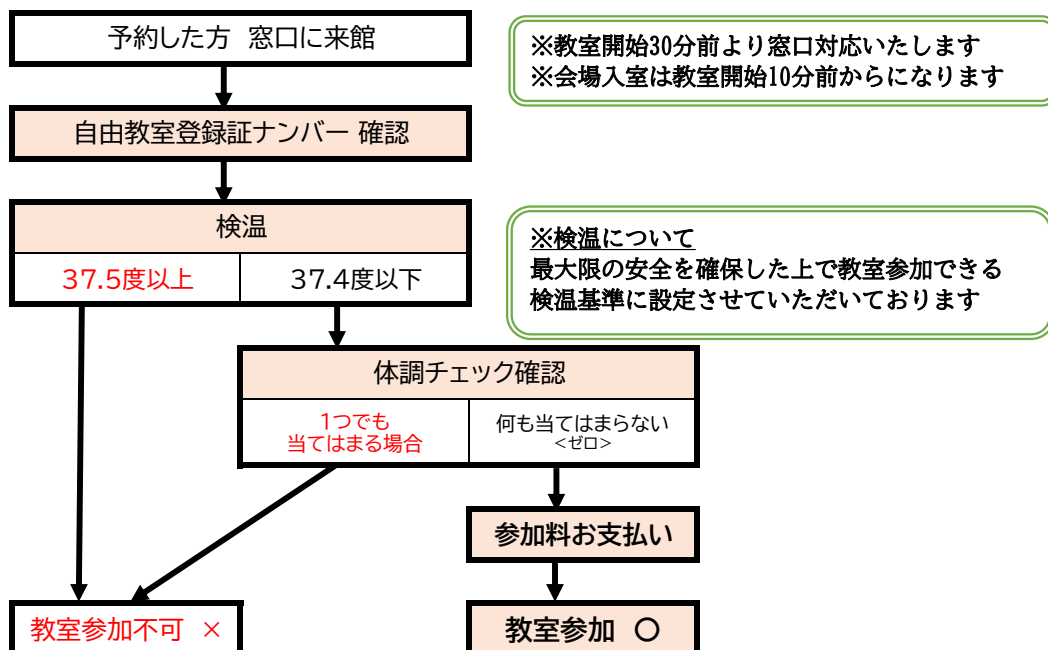 予約した方 窓口に来館
※教室開始30分前より窓口対応いたします
※会場入室は教室開始10分前からになります
自由教室登録証ナンバー 確認
検温
37.5度以上
37.4度以下
※検温について
最大限の安全を確保した上で教室参加できる
検温基準に設定させていただいております
体調チェック確認
1つでも
当てはまる場合
何も当てはまらない
<ゼロ>
参加料お支払い
教室参加不可 ×
教室参加 〇